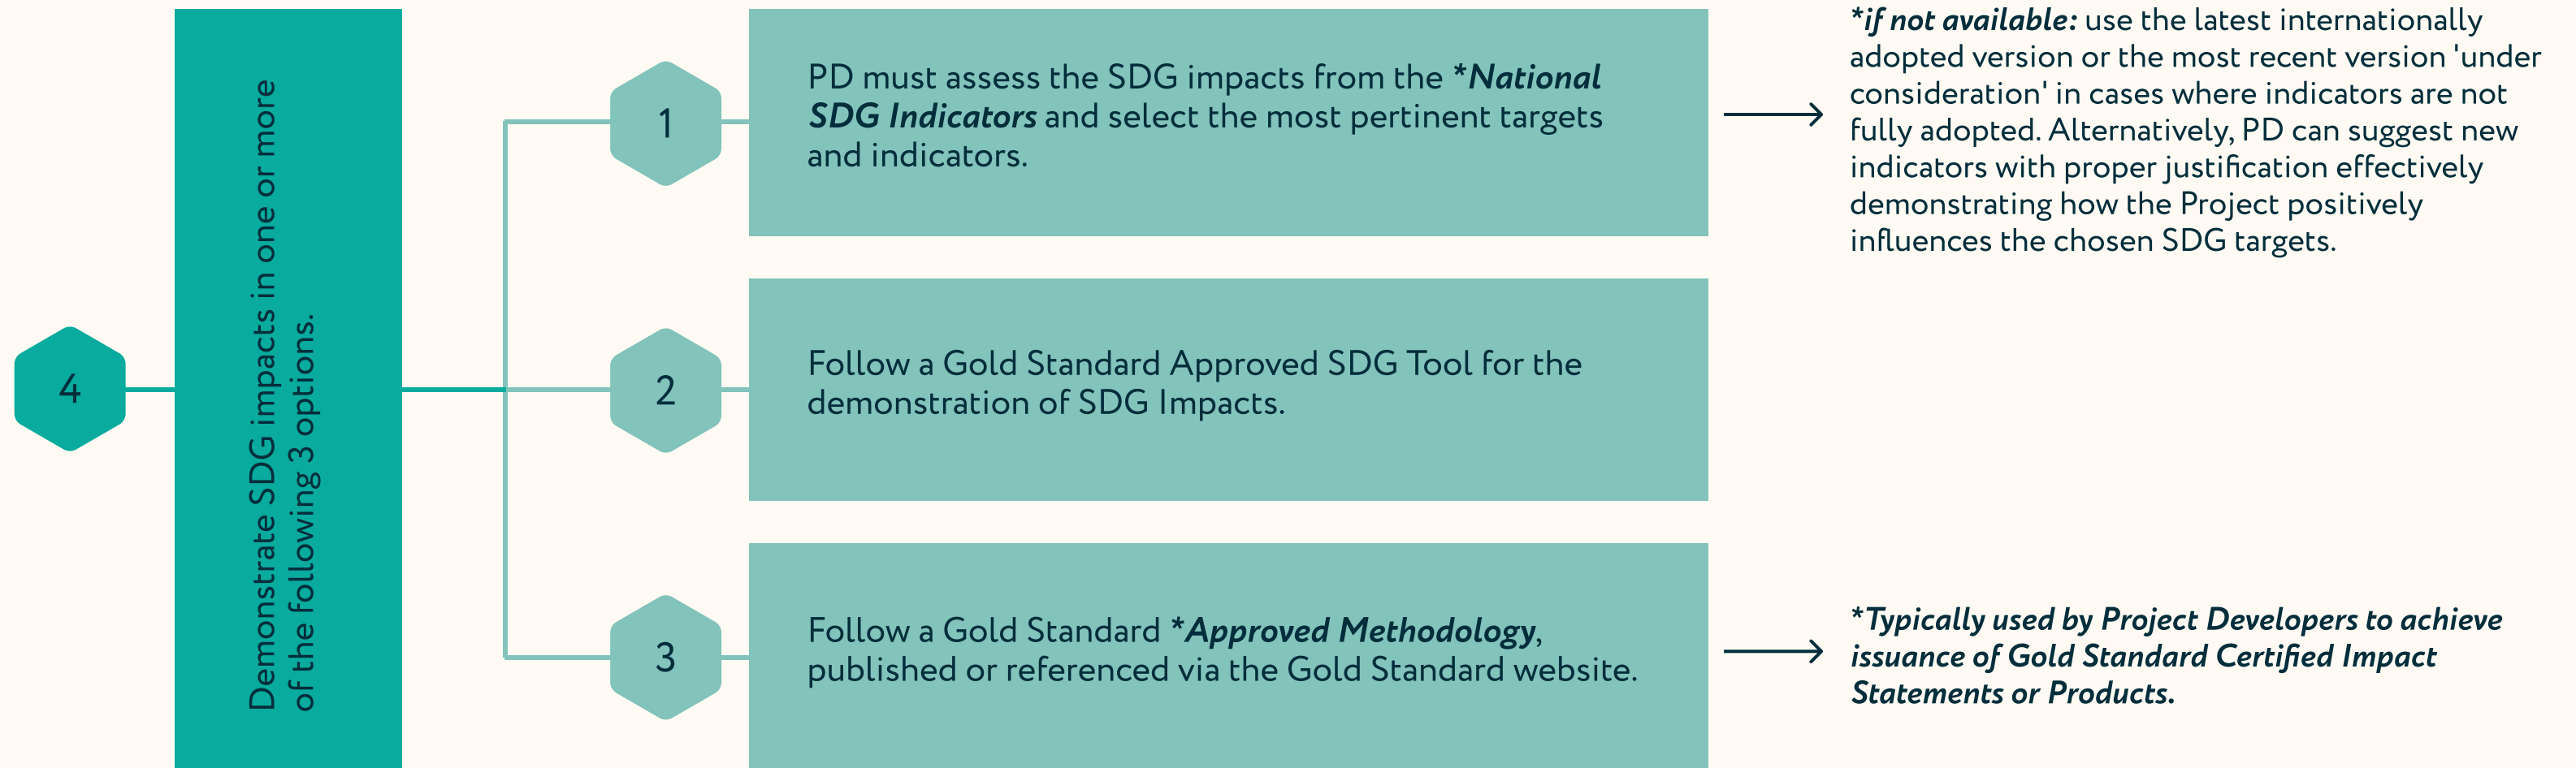 4
Demonstrate SDG impacts in one or more
of the following 3 options.
1
PD must assess the SDG impacts from the *National
SDG Indicators and select the most pertinent targets
and indicators.
*if not available: use the latest internationally
adopted version or the most recent version 'under
consideration' in cases where indicators are not
fully adopted. Alternatively, PD can suggest new
indicators with proper justification effectively
demonstrating how the Project positively
influences the chosen SDG targets.
2
Follow a Gold Standard Approved SDG Tool for the
demonstration of SDG Impacts.
3
Follow a Gold Standard *Approved Methodology,
published or referenced via the Gold Standard website.
*Typically used by Project Developers to achieve
issuance of Gold Standard Certified Impact
Statements or Products.